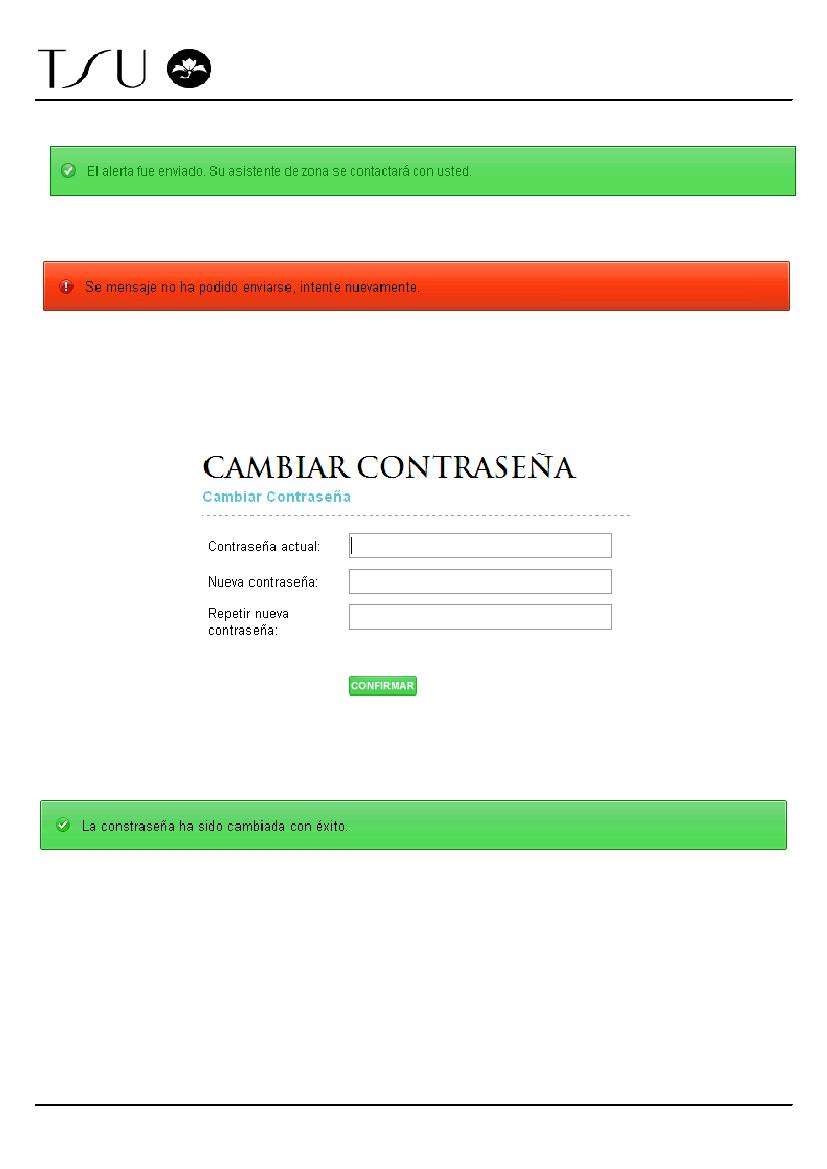 TSU
El alerta fue enviado. Su asistente de zona se contactará con usted.
Se mensaje no ha podido enviarse, intente nuevamente.
CAMBIAR CONTRASEÑA
Cambiar Contraseña
Contraseña actual:
Nueva contraseña:
Repetir nueva
contraseña:
CONFIRMAR
La constraseña ha sido cambiada con éxito.